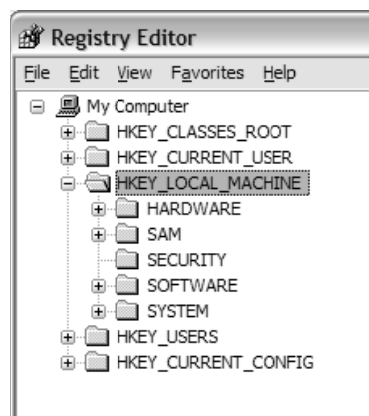 Registry Editor
File Edit View Favorites Help
My Computer
HKEY_CLASSES_ROOT
HKEY_CURRENT_USER
HKEY_LOCAL_MACHINE
HARDWARE
SAM
SECURITY
SOFTWARE
SYSTEM
HKEY_USERS
HKEY_CURRENT_CONFIG